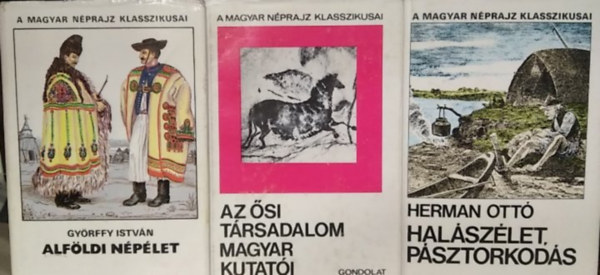 A MAGYAR NÉPRAJZ KLASSZIKUSAI
GYÖRFFY ISTVÁN
ALFÖLDI NÉPÉLET
A MAGYAR NÉPRAJZ KLASSZIKUSAI
AZ ŐSI
TÁRSADALOM
MAGYAR
KUTATÓI
GONDOLAT
A MAGYAR NÉPRAJZ KLASSZIKUSAI
HERMAN OTTÓ
HALÁSZÉLET,
PÁSZTORKODÁS